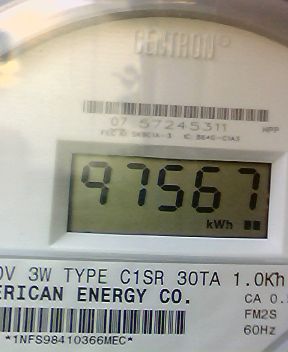 CENTRON
07 57245311
HPP
97567
kWh
0V 3W TYPE C1SR 30TA 1.0Kh
ERICAN ENERGY CO.
CA 0.
FM2S
60Hz
*1NFS98410366MEC*